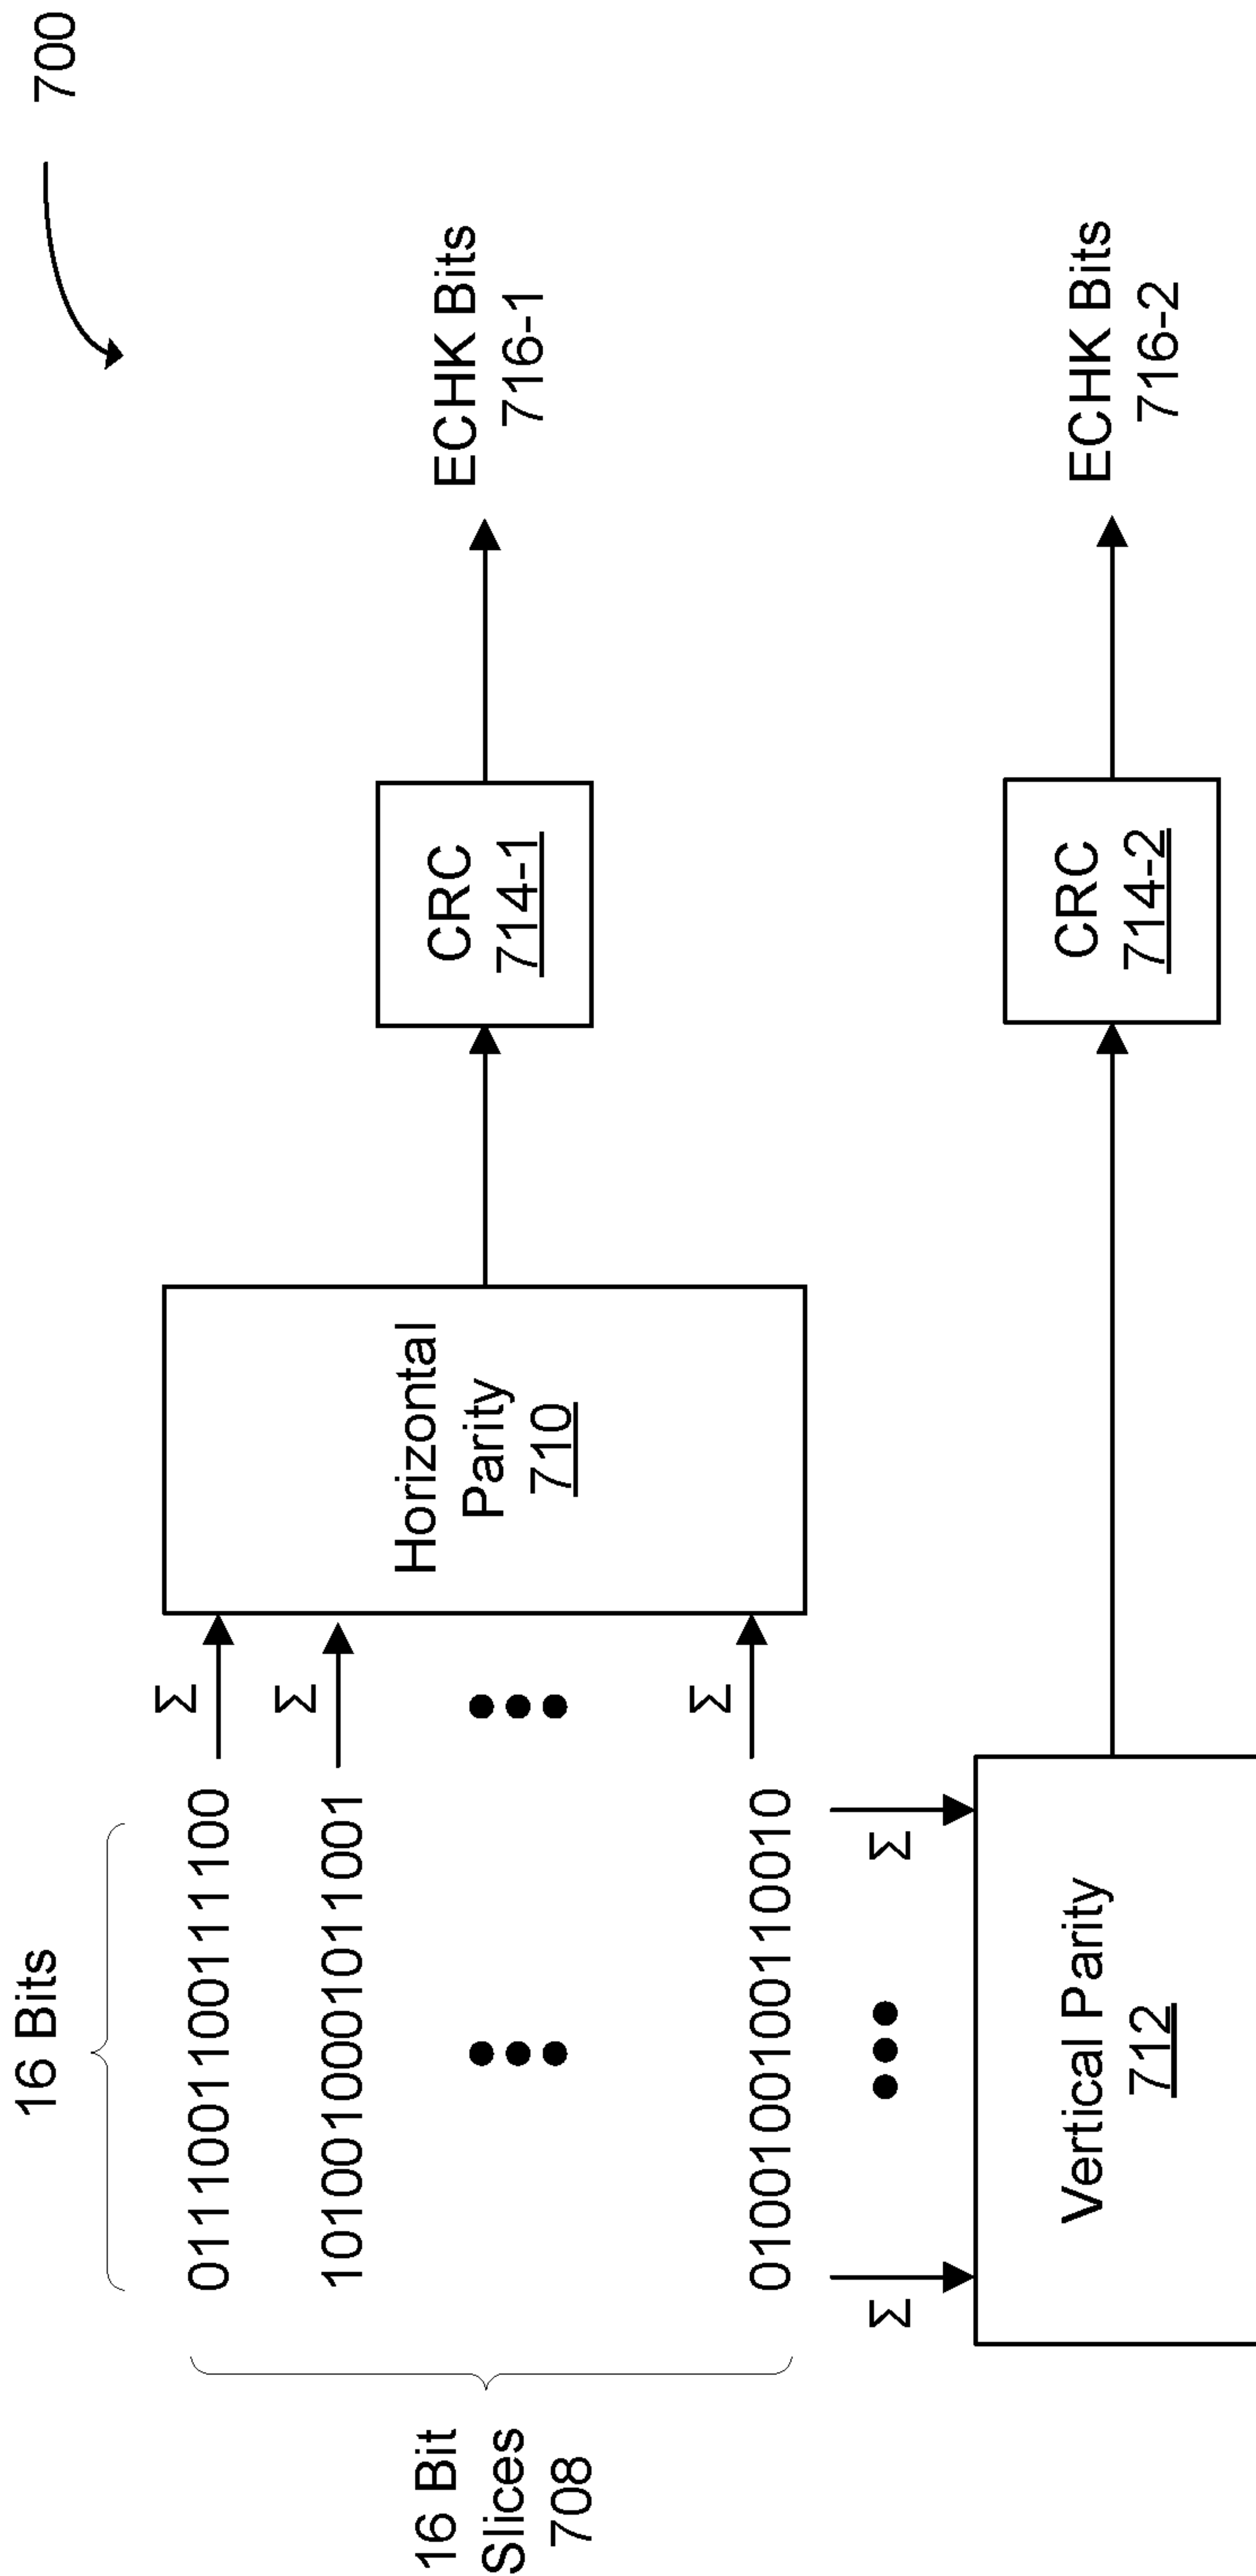 700
16 Bits
0111001100111100
Σ
1010010001011001
Σ
16 Bit
Slices
708
0100100100110010
Σ
Horizontal
Parity
710
CRC
714-1
ECHK Bits
716-1
Σ
Σ
Vertical Parity
712
CRC
714-2
ECHK Bits
716-2